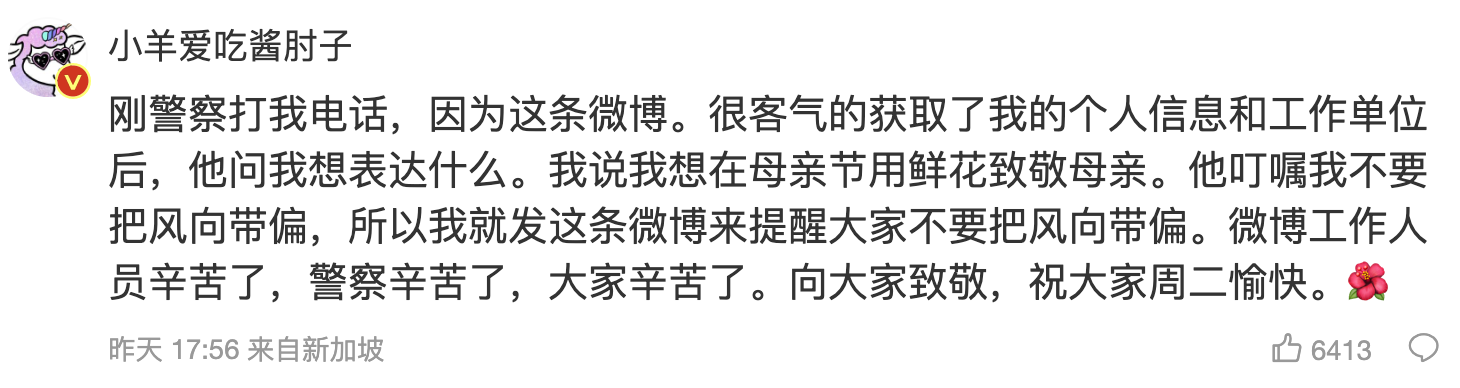 小羊爱吃酱肘子
V
刚警察打我电话，因为这条微博。很客气的获取了我的个人信息和工作单位
后，他问我想表达什么。我说我想在母亲节用鲜花致敬母亲。他叮嘱我不要
把风向带偏，所以我就发这条微博来提醒大家不要把风向带偏。微博工作人
员辛苦了，警察辛苦了，大家辛苦了。向大家致敬，祝大家周二愉快。🌺
昨天 17:56 来自新加坡 6413